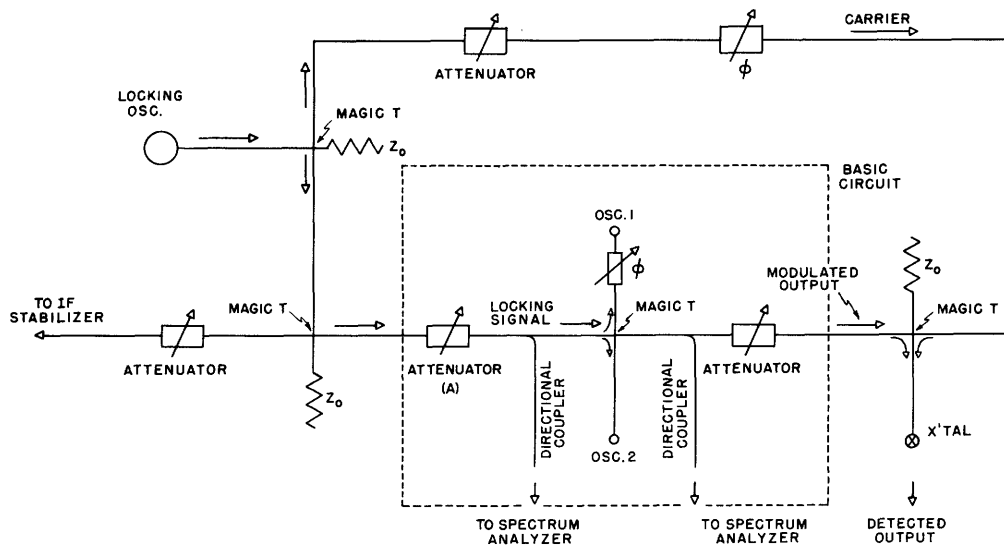 CARRIER
ATTENUATOR
ϕ
LOCKING
OSC.
MAGIC T
Z₀
BASIC
CIRCUIT
OSC. 1
ϕ
Z₀
MODULATED
OUTPUT
TO IF
STABILIZER
MAGIC T
LOCKING
SIGNAL
MAGIC T
MAGIC T
ATTENUATOR
ATTENUATOR
(A)
ATTENUATOR
Z₀
DIRECTIONAL
COUPLER
DIRECTIONAL
COUPLER
OSC. 2
X'TAL
TO SPECTRUM
ANALYZER
TO SPECTRUM
ANALYZER
DETECTED
OUTPUT